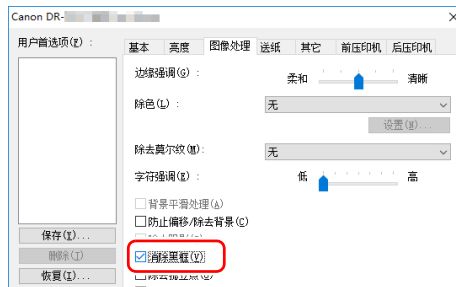 Canon DR-
用户首选项(F) :
基本 亮度 图像处理 送纸 其它 前压印机 后压印机
边缘强调(G) :
柔和 清晰
除色(L) :
无
设置(N)...
除去莫尔纹(M):
无
字符强调(E) :
低 高
背景平滑处理(A)
防止偏移/除去背景(C)
消除黑框(V)
保存(I)...
删除(T)
恢复(I)...